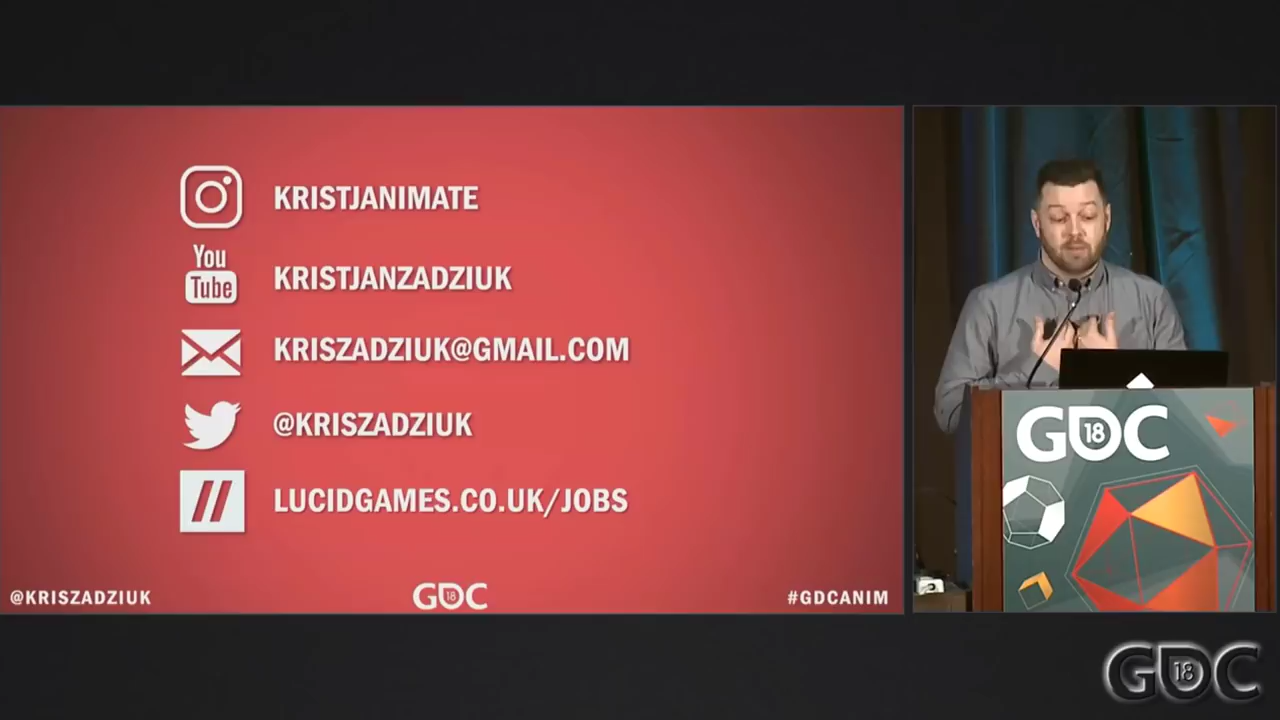 KRISTJANIMATE
You
Tube
KRISTJANZADZIUK
KRISZADZIUK@GMAIL.COM
@KRISZADZIUK
//
LUCIDGAMES.CO.UK/JOBS
@KRISZADZIUK
GDC 18
#GDCANIM
GDC 18
GDC 18